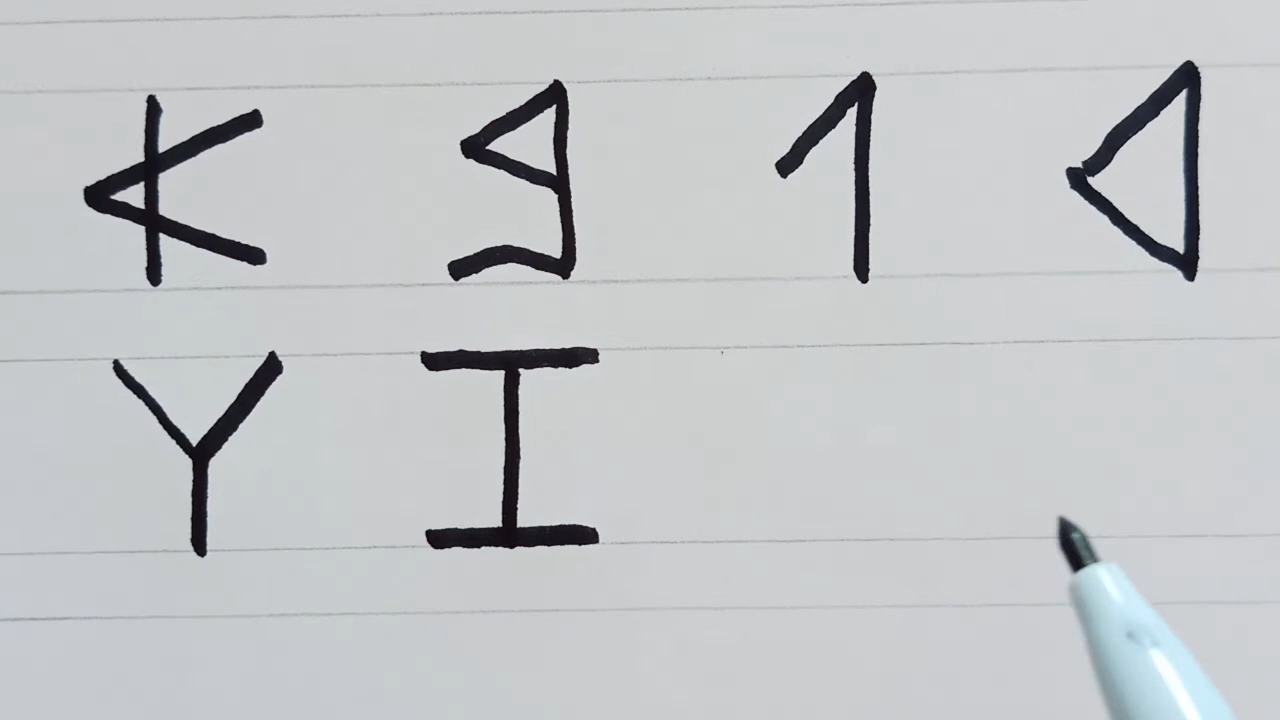 𐤀 𐤁 𐤂 𐤃
𐤅 𐤆